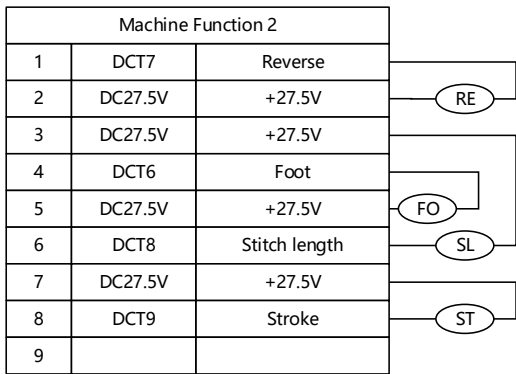 Machine Function 2
1 DCT7 Reverse
2 DC27.5V +27.5V RE
3 DC27.5V +27.5V
4 DCT6 Foot
5 DC27.5V +27.5V FO
6 DCT8 Stitch length SL
7 DC27.5V +27.5V
8 DCT9 Stroke ST
9